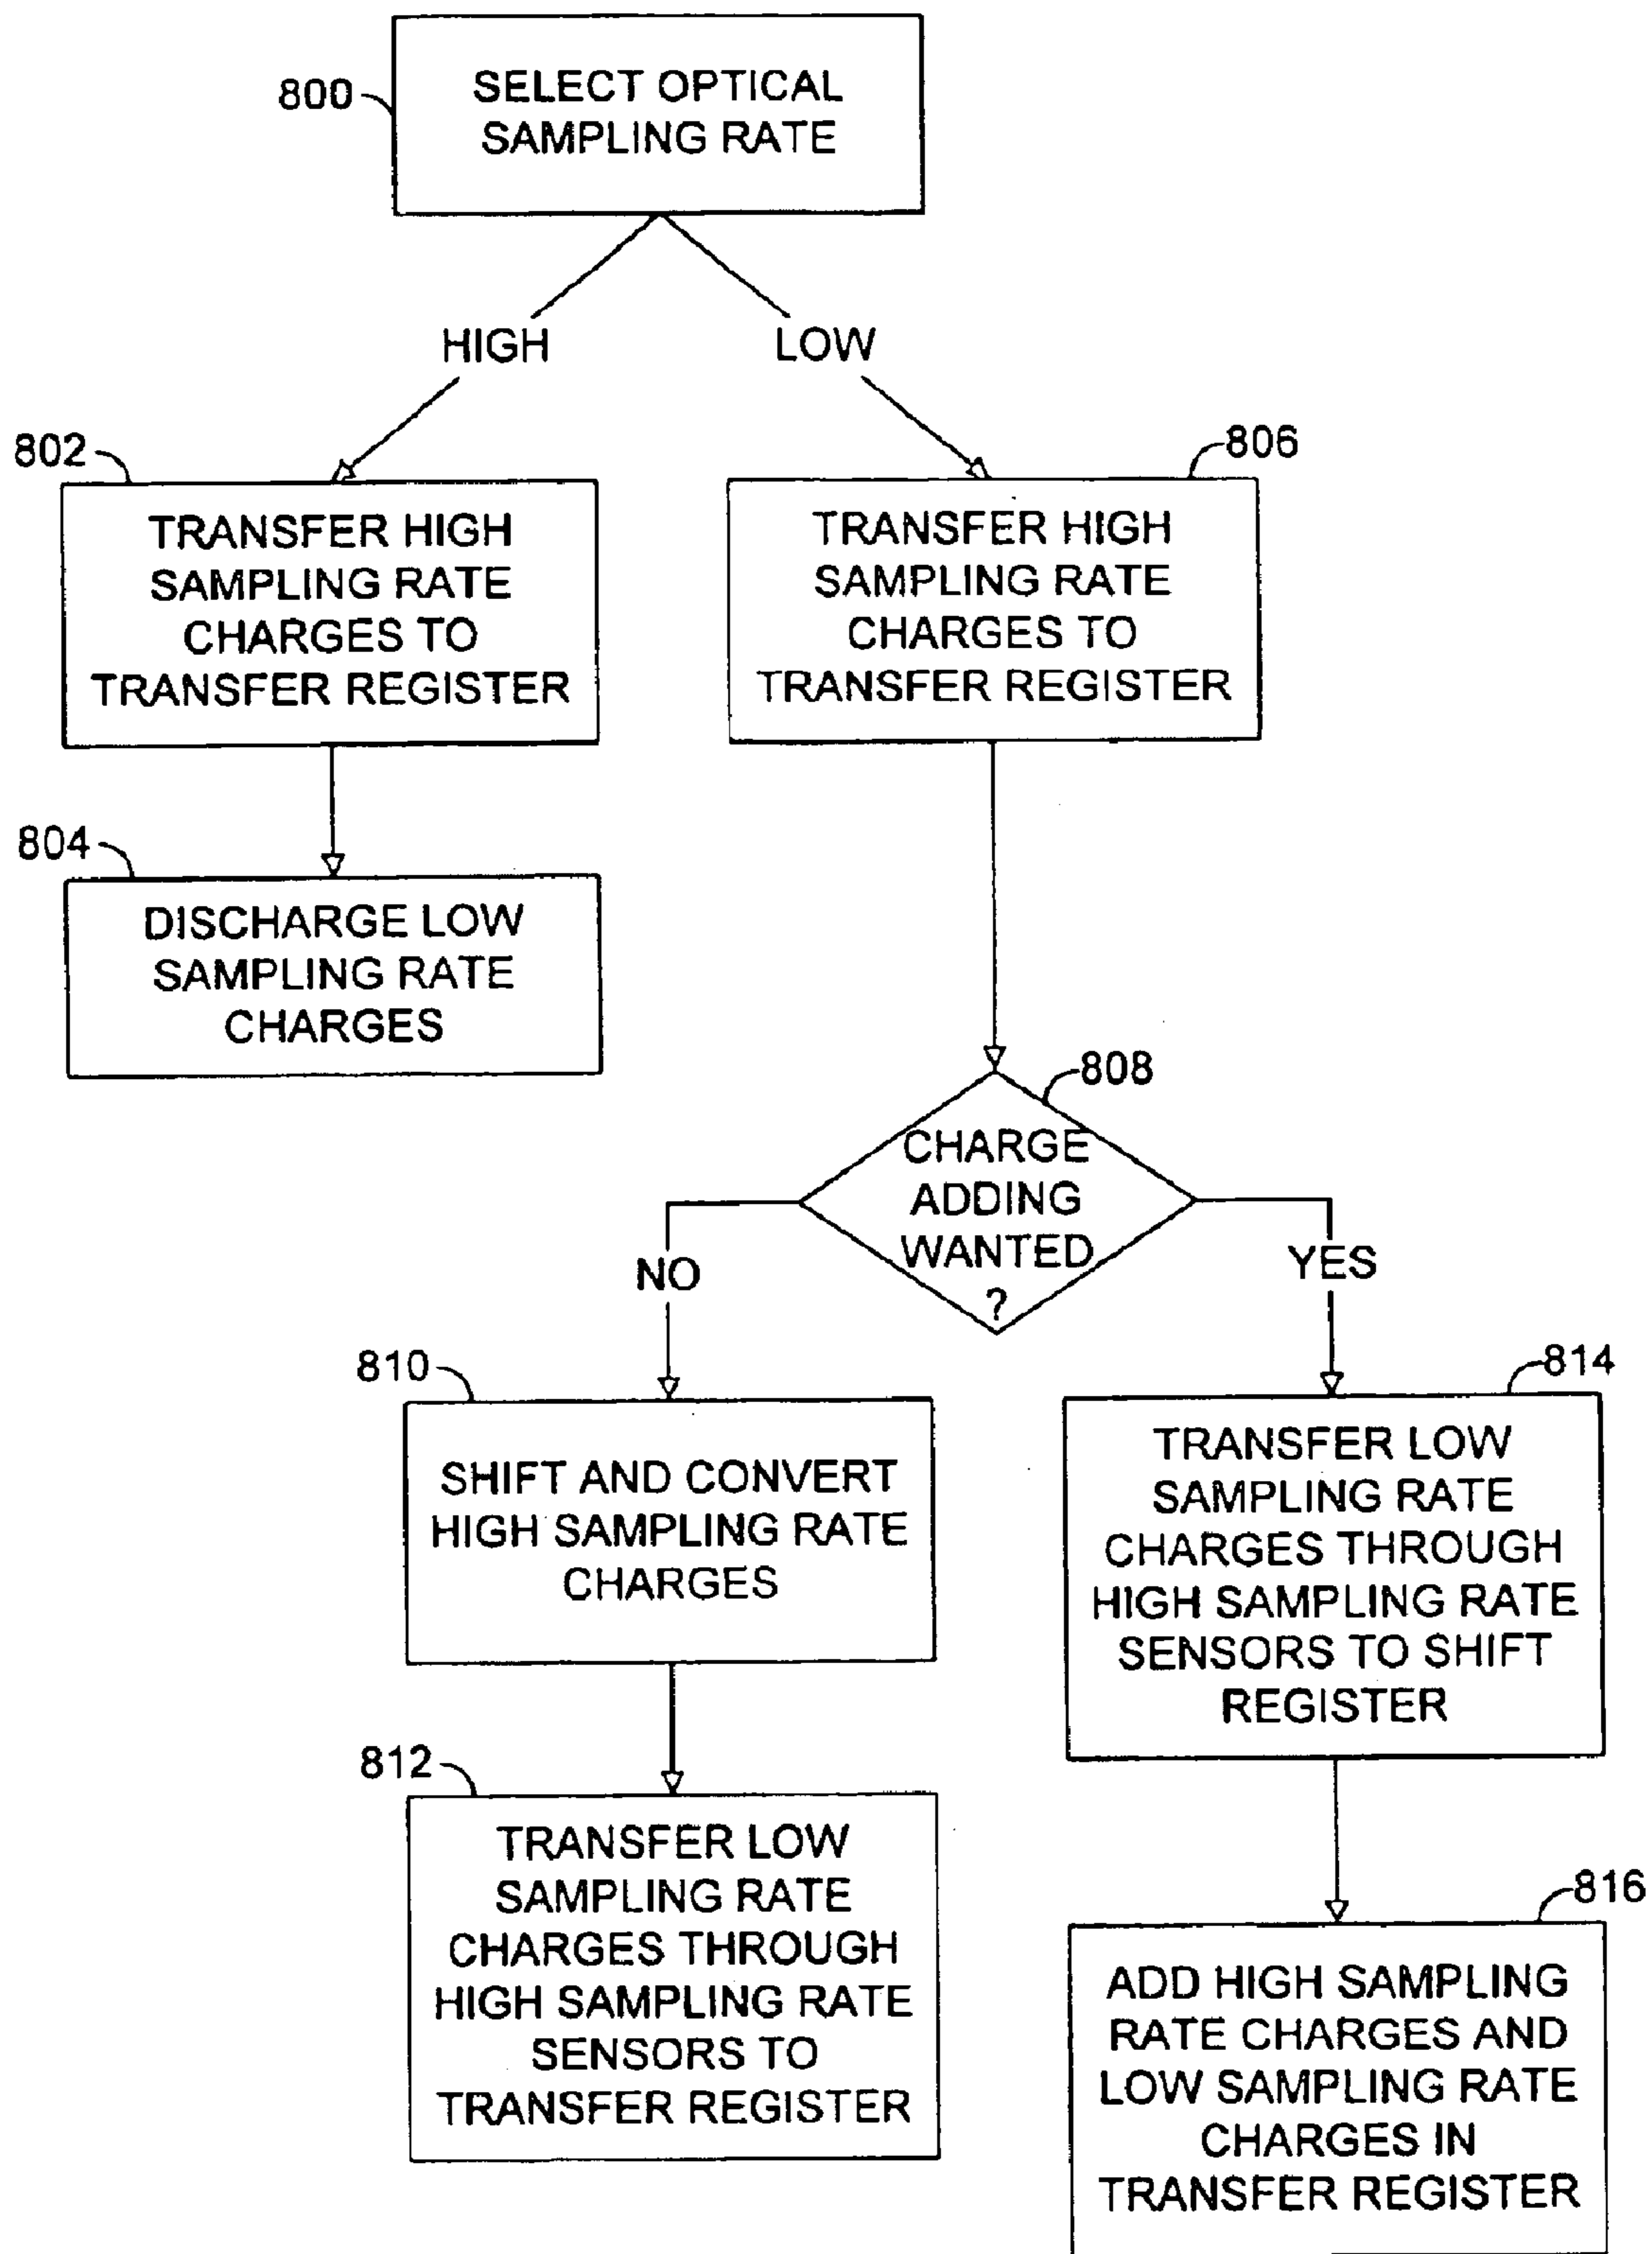 800
SELECT OPTICAL
SAMPLING RATE
HIGH
LOW
802
TRANSFER HIGH
SAMPLING RATE
CHARGES TO
TRANSFER REGISTER
806
TRANSFER HIGH
SAMPLING RATE
CHARGES TO
TRANSFER REGISTER
804
DISCHARGE LOW
SAMPLING RATE
CHARGES
808
CHARGE
ADDING
WANTED
?
NO
YES
810
SHIFT AND CONVERT
HIGH SAMPLING RATE
CHARGES
814
TRANSFER LOW
SAMPLING RATE
CHARGES THROUGH
HIGH SAMPLING RATE
SENSORS TO SHIFT
REGISTER
812
TRANSFER LOW
SAMPLING RATE
CHARGES THROUGH
HIGH SAMPLING RATE
SENSORS TO
TRANSFER REGISTER
816
ADD HIGH SAMPLING
RATE CHARGES AND
LOW SAMPLING RATE
CHARGES IN
TRANSFER REGISTER